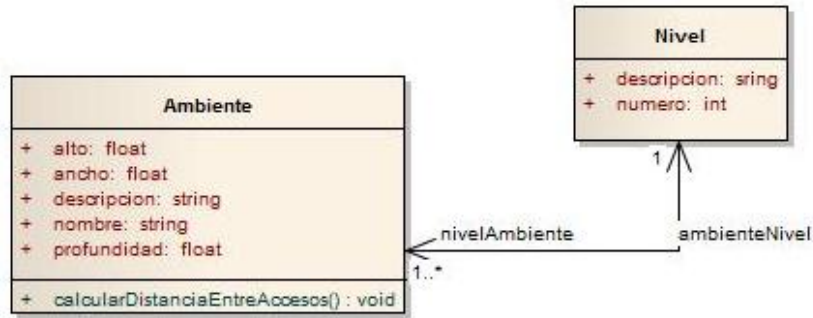 Nivel
+ descripcion: sring
+ numero: int
Ambiente
+ alto: float
+ ancho: float
+ descripcion: string
+ nombre: string
+ profundidad: float
+ calcularDistanciaEntreAccesos() : void
1
nivelAmbiente
ambienteNivel
1..*